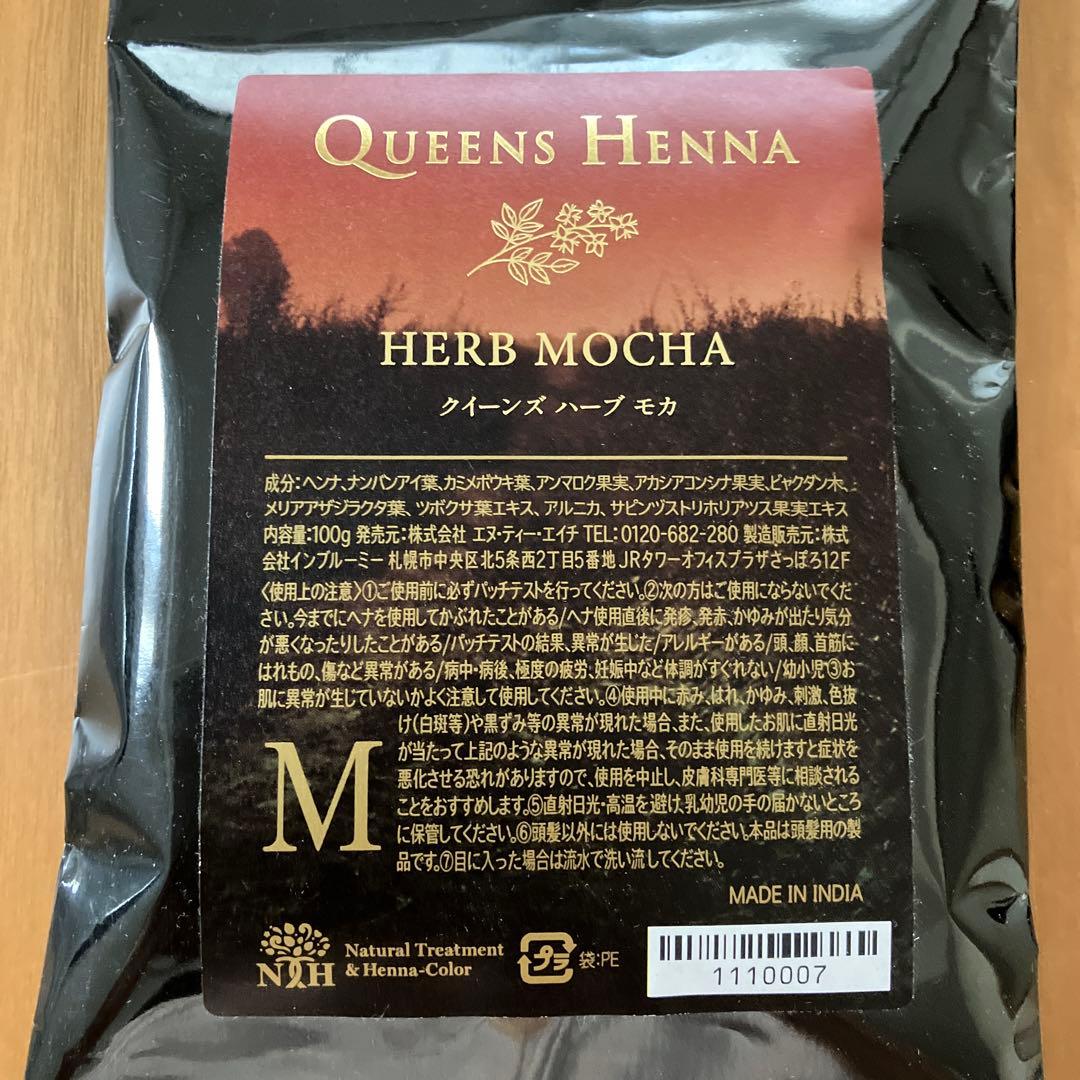 QUEENS HENNA
HERB MOCHA
クイーンズ ハーブ モカ
成分:ヘンナ、ナンバンアイ葉、カミメボウキ葉、アンマロク果実、アカシアコンシナ果実、ビャクダン木、
メリアアザジラクタ葉、ツボクサ葉エキス、アルニカ、サピンヅストリホリアツス果実エキス
内容量:100g 発売元:株式会社 エヌ・ティー・エイチ TEL:0120-682-280 製造販売元:株式
会社インブルーミー 札幌市中央区北5条西2丁目5番地 JRタワーオフィスプラザさっぽろ12F
〈使用上の注意〉①ご使用前に必ずパッチテストを行ってください。②次の方はご使用にならないでくだ
さい。今までにヘナを使用してかぶれたことがある/ヘナ使用直後に発疹、発赤、かゆみが出たり気分
が悪くなったりしたことがある/パッチテストの結果、異常が生じた/アレルギーがある/頭、顔、首筋に
はれもの、傷など異常がある/病中・病後、極度の疲労、妊娠中など体調がすぐれない/幼小児③お
肌に異常が生じていないかよく注意して使用してください。④使用中に赤み、はれ、かゆみ、刺激、色抜
け(白斑等)や黒ずみ等の異常が現れた場合、また、使用したお肌に直射日光
が当たって上記のような異常が現れた場合、そのまま使用を続けますと症状を
悪化させる恐れがありますので、使用を中止し、皮膚科専門医等に相談される
ことをおすすめします。⑤直射日光・高温を避け、乳幼児の手の届かないところ
に保管してください。⑥頭髪以外には使用しないでください。本品は頭髪用の製
品です。⑦目に入った場合は流水で洗い流してください。
M
MADE IN INDIA
NTH
Natural Treatment
& Henna-Color
プラ
袋:PE
1110007